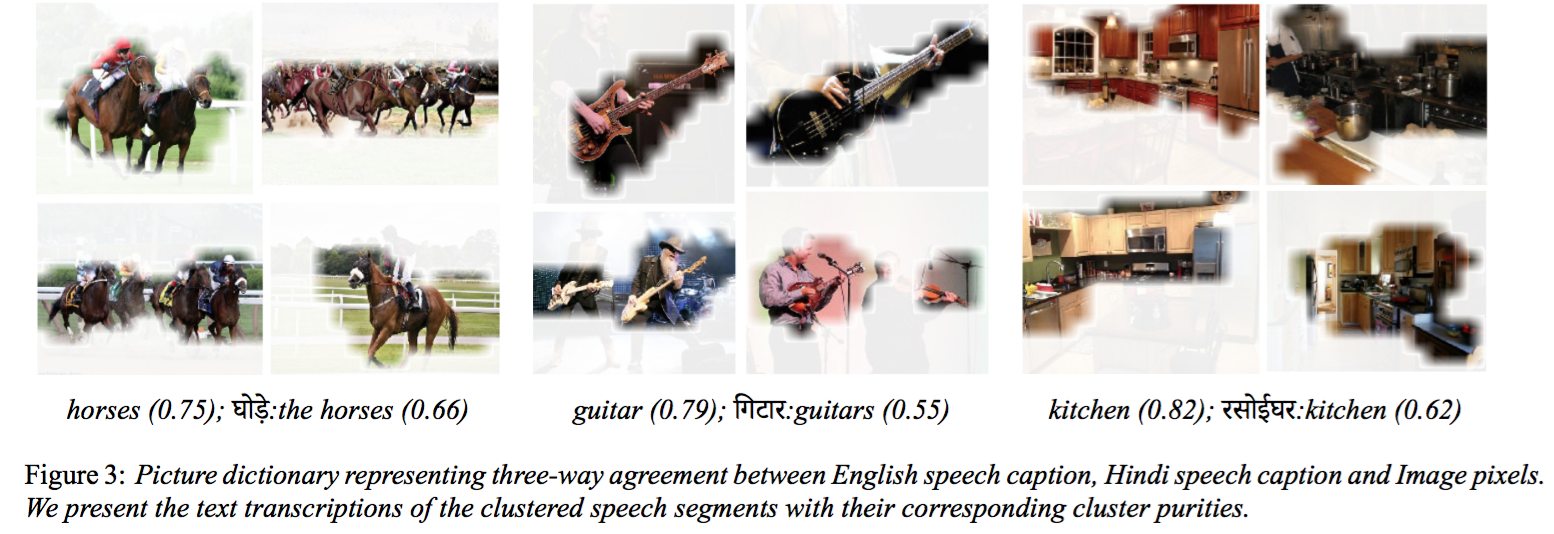 horses (0.75); घोड़े:the horses (0.66)
guitar (0.79); गिटार:guitars (0.55)
kitchen (0.82); रसोईघर:kitchen (0.62)
Figure 3: Picture dictionary representing three-way agreement between English speech caption, Hindi speech caption and Image pixels.
We present the text transcriptions of the clustered speech segments with their corresponding cluster purities.